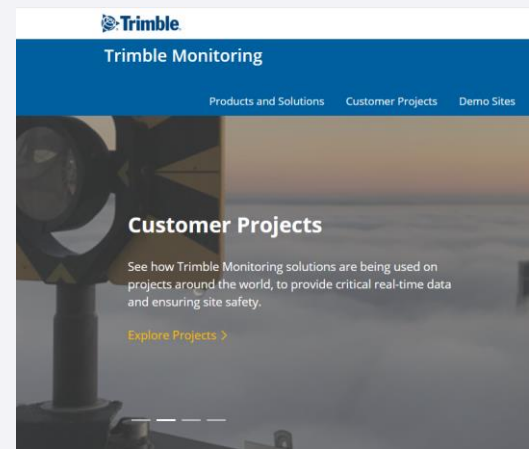 Trimble
Trimble Monitoring
Products and Solutions Customer Projects Demo Sites
Customer Projects
See how Trimble Monitoring solutions are being used on
projects around the world, to provide critical real-time data
and ensuring site safety.
Explore Projects >